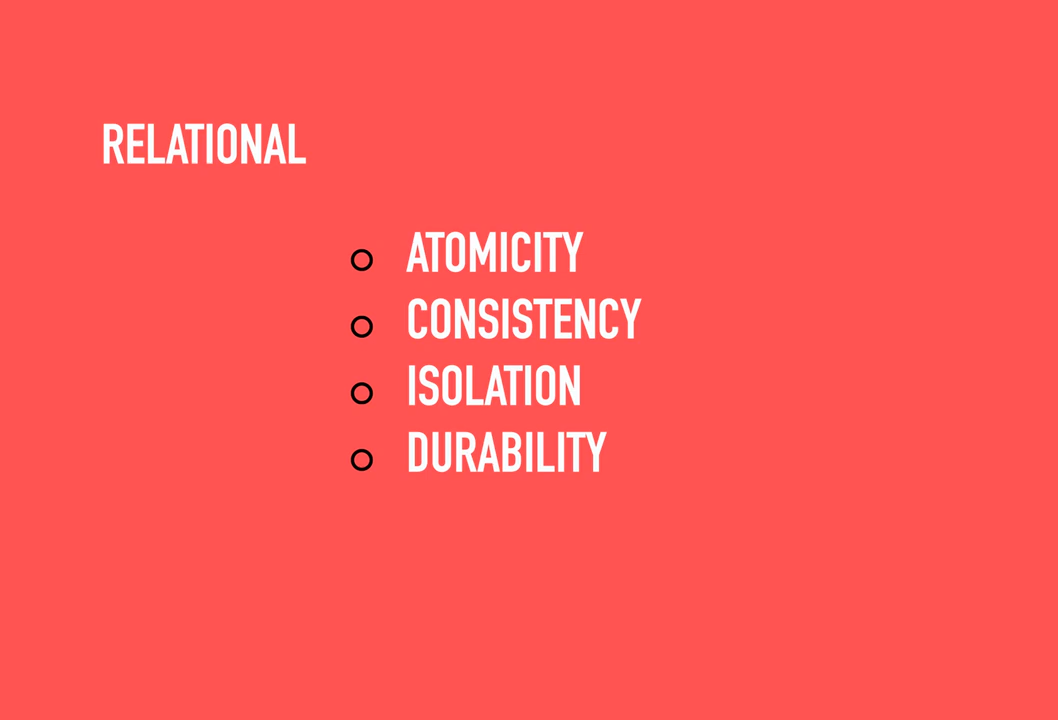 RELATIONAL
ATOMICITY
CONSISTENCY
ISOLATION
DURABILITY